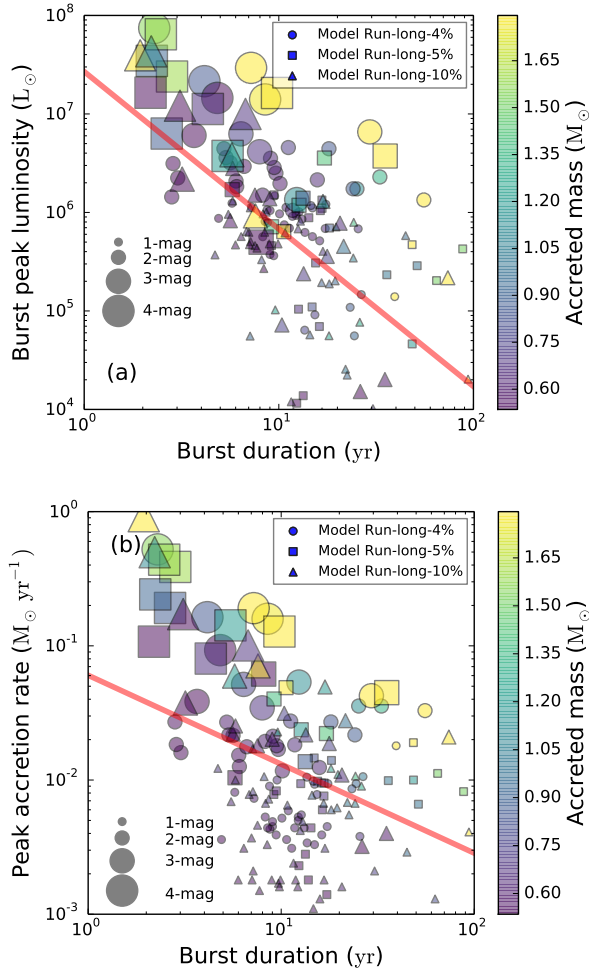 10^8
10^7
10^6
10^5
10^4
Burst peak luminosity (L⊙)
Model Run-long-4%
Model Run-long-5%
Model Run-long-10%
1-mag
2-mag
3-mag
4-mag
(a)
10^0
10^1
10^2
Burst duration (yr)
1.65
1.50
1.35
1.20
1.05
0.90
0.75
0.60
Accreted mass (M⊙)
10^0
10^-1
10^-2
10^-3
Peak accretion rate (M⊙ yr^-1)
(b)
Model Run-long-4%
Model Run-long-5%
Model Run-long-10%
1-mag
2-mag
3-mag
4-mag
10^0
10^1
10^2
Burst duration (yr)
1.65
1.50
1.35
1.20
1.05
0.90
0.75
0.60
Accreted mass (M⊙)